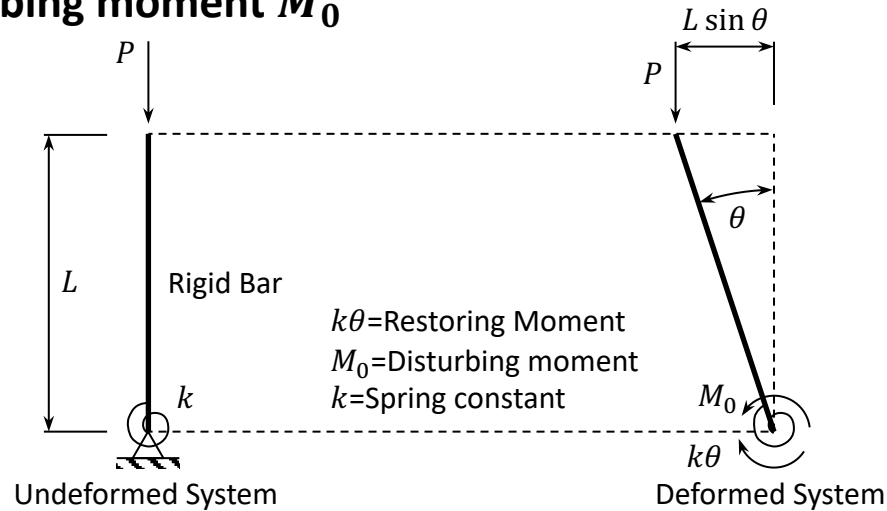 bing moment M₀
P
L sin θ
P
θ
L
Rigid Bar
kθ=Restoring Moment
M₀=Disturbing moment
k=Spring constant
k
M₀
kθ
Undeformed System
Deformed System